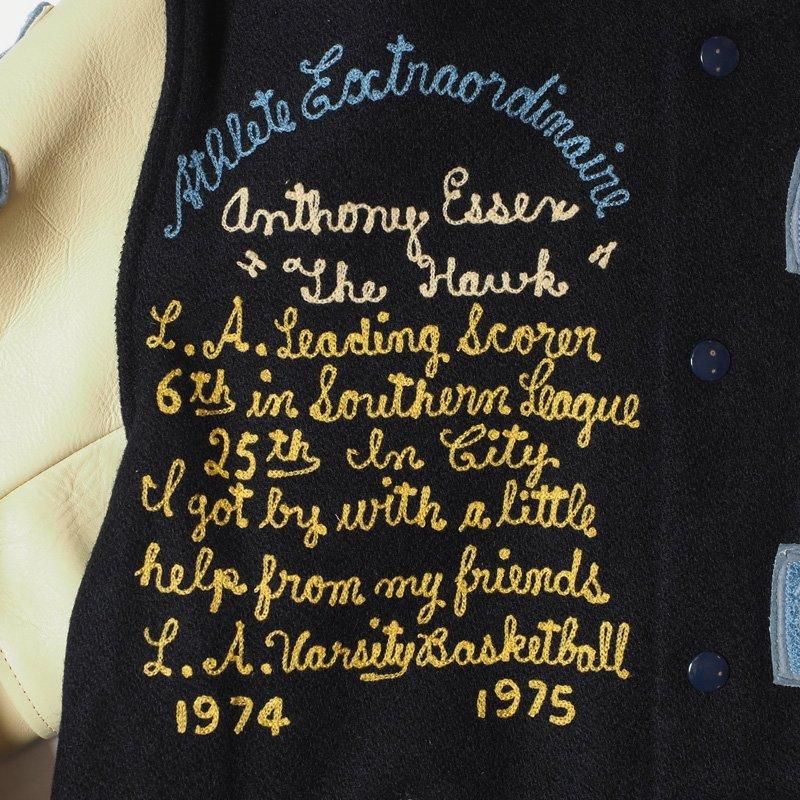 Athlete Extraordinaire
Anthony Essex
"The Hawk"
L.A. Leading Scorer
6th in Southern League
25th In City
I got by with a little
help from my friends
L.A. Varsity Basketball
1974 1975